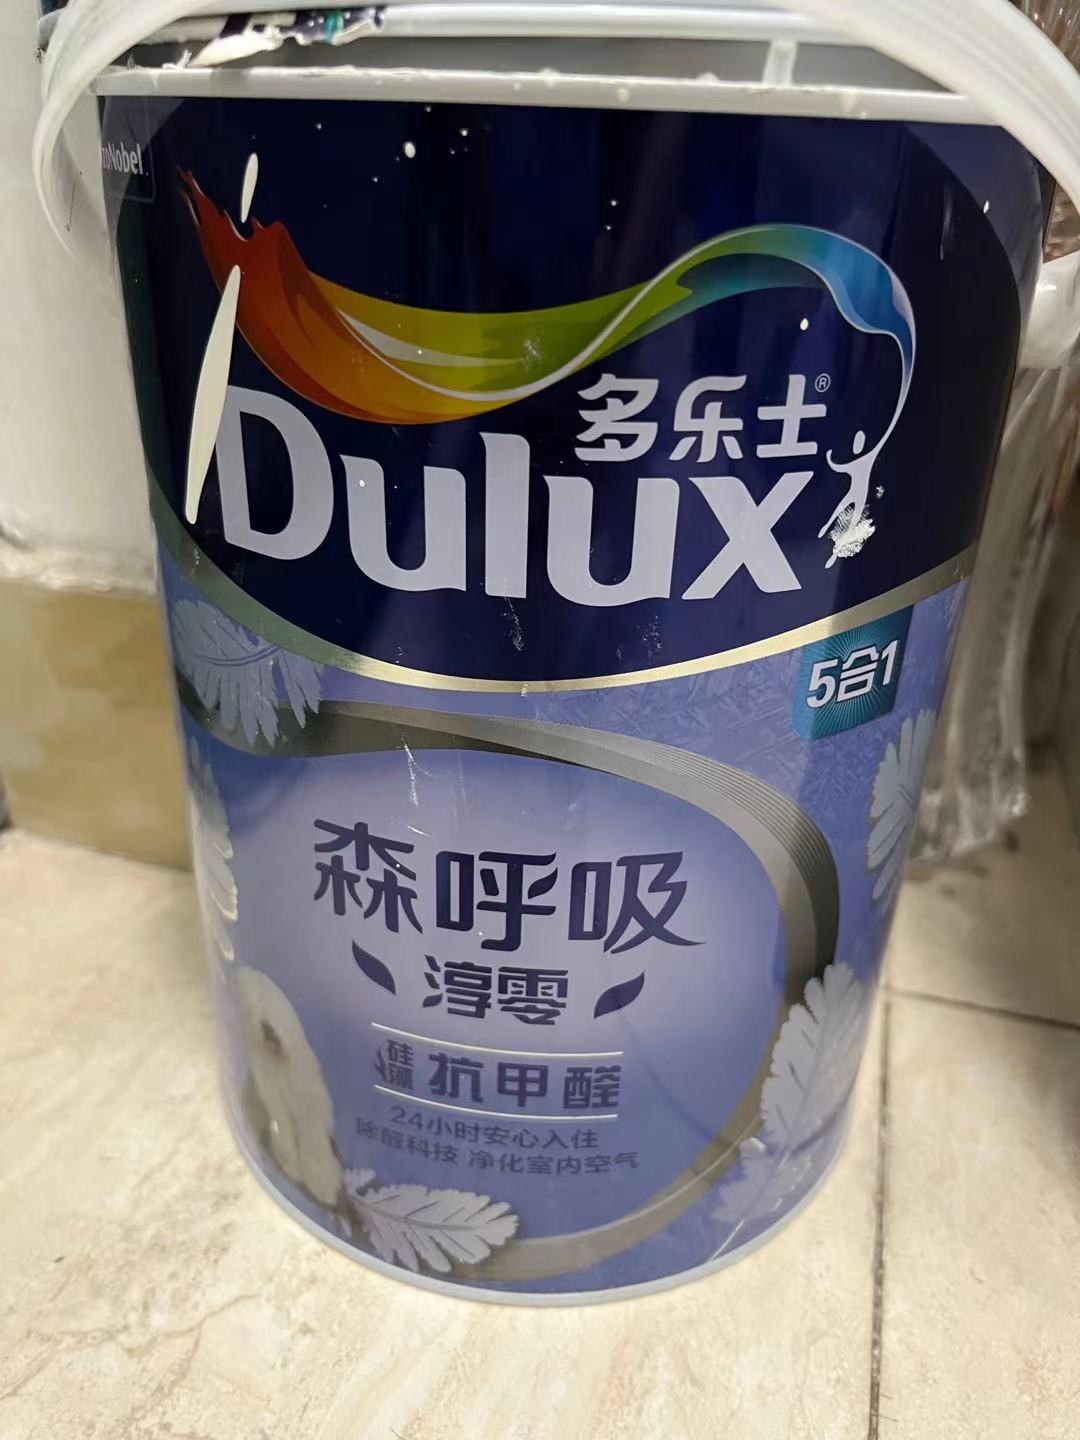 zoNobel
多乐士®
Dulux
5合1
森呼吸
淳零
硅藻 抗甲醛
24小时安心入住
除醛科技 净化室内空气